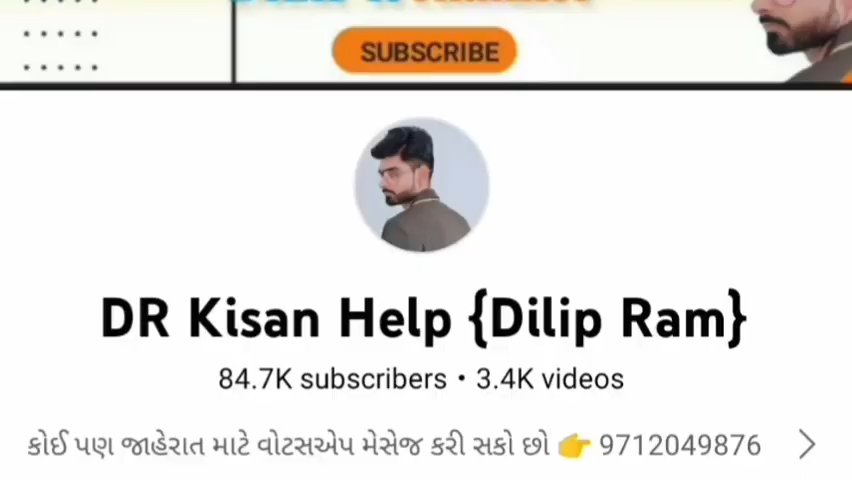 SUBSCRIBE
DR Kisan Help {Dilip Ram}
84.7K subscribers • 3.4K videos
કોઈ પણ જાહેરાત માટે વોટસએપ મેસેજ કરી સકો છો 👉 9712049876